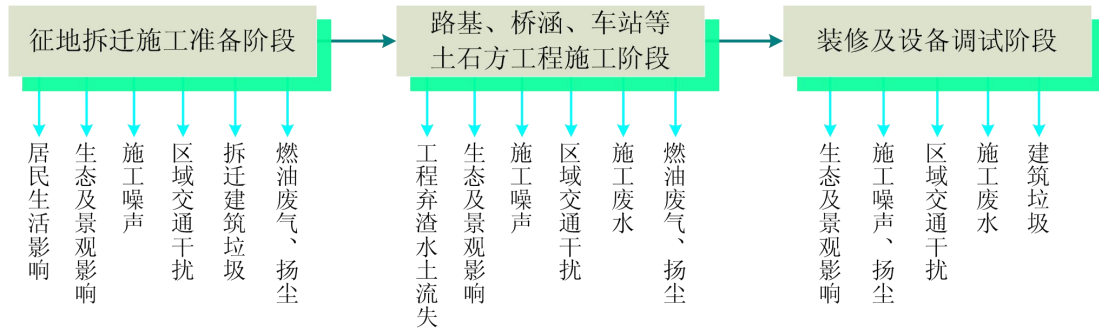 征地拆迁施工准备阶段
路基、桥涵、车站等
土石方工程施工阶段
装修及设备调试阶段
居民生活影响
生态及景观影响
施工噪声
区域交通干扰
拆迁建筑垃圾
燃油废气、扬尘
工程弃渣水土流失
生态及景观影响
施工噪声
区域交通干扰
施工废水
燃油废气、扬尘
生态及景观影响
施工噪声、扬尘
区域交通干扰
施工废水
建筑垃圾